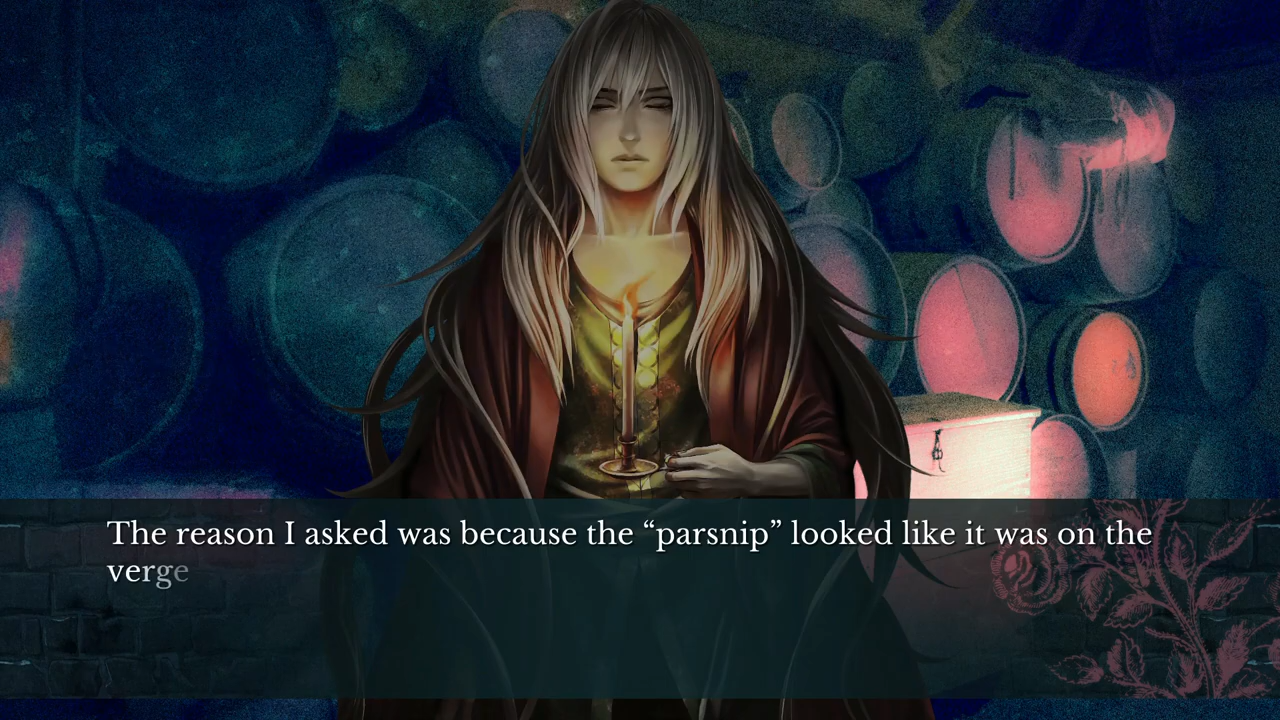 The reason I asked was because the “parsnip” looked like it was on the
verge